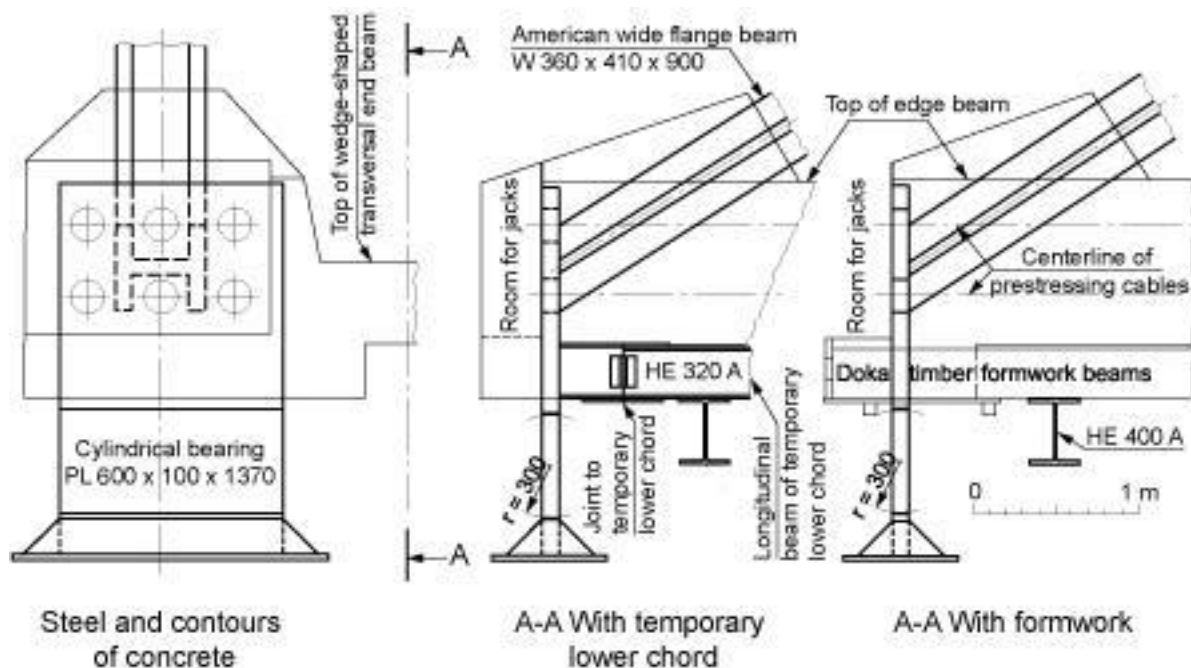 A
Top of wedge-shaped
transversal end beam
Cylindrical bearing
PL 600 x 100 x 1370
A
Steel and contours
of concrete
American wide flange beam
W 360 x 410 x 900
Top of edge beam
Room for jacks
HE 320 A
r = 300
Joint to
temporary
lower chord
Longitudinal
beam of temporary
lower chord
A-A With temporary
lower chord
Room for jacks
Centerline of
prestressing cables
Doka timber formwork beams
HE 400 A
r = 300
0 1 m
A-A With formwork